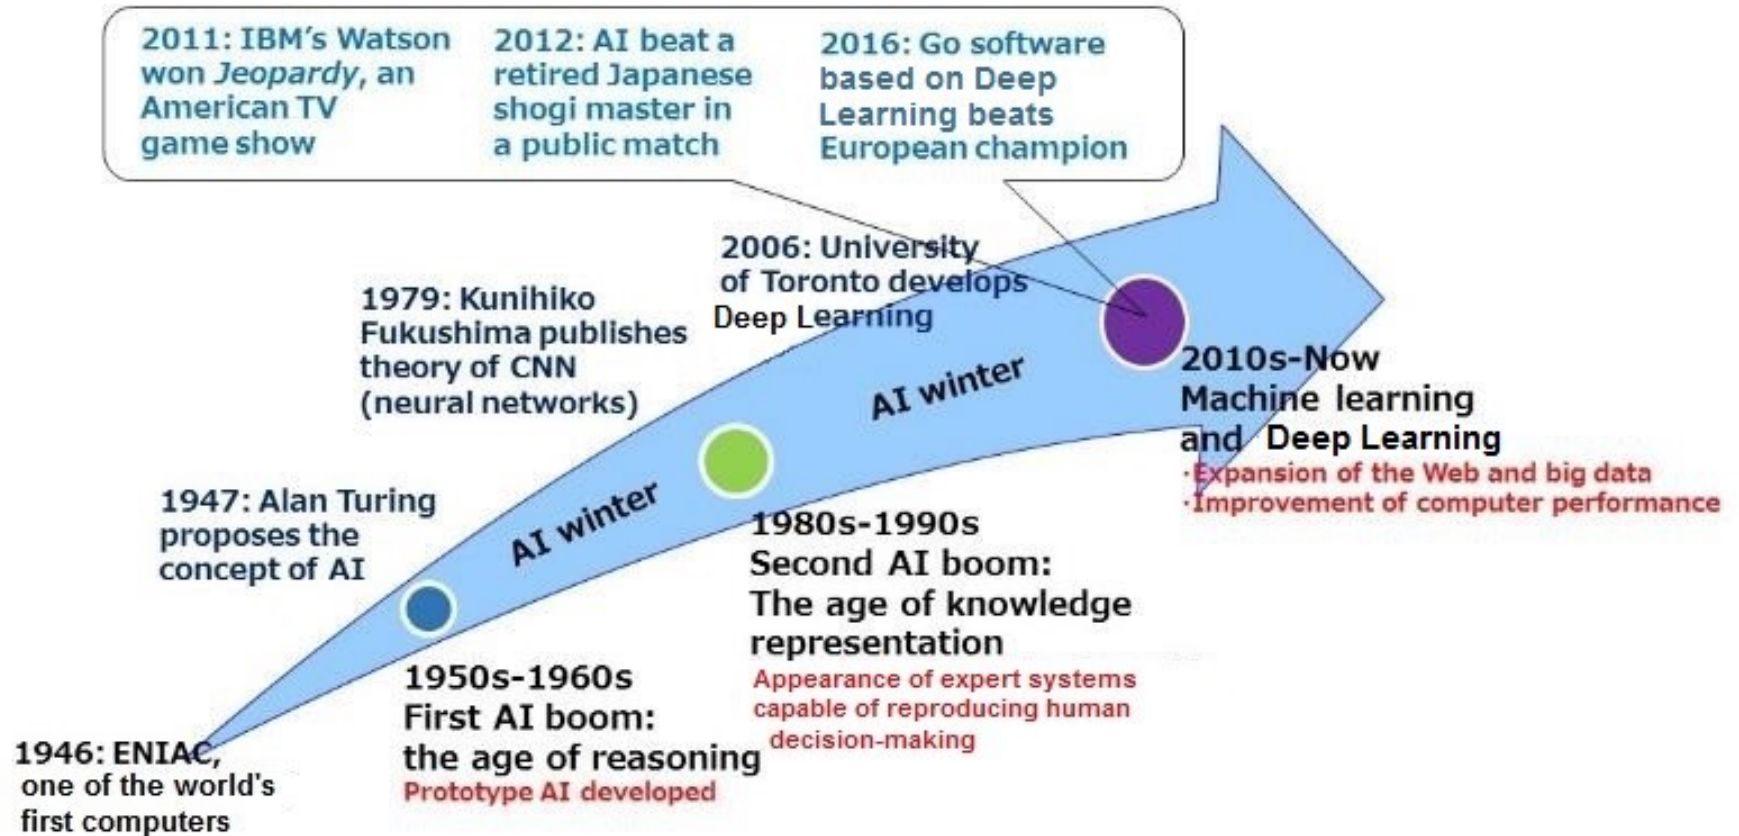 2011: IBM's Watson
won Jeopardy, an
American TV
game show
2012: AI beat a
retired Japanese
shogi master in
a public match
2016: Go software
based on Deep
Learning beats
European champion
2006: University
of Toronto develops
Deep Learning
1979: Kunihiko
Fukushima publishes
theory of CNN
(neural networks)
1947: Alan Turing
proposes the
concept of AI
AI winter
AI winter
1946: ENIAC,
one of the world's
first computers
1950s-1960s
First AI boom:
the age of reasoning
Prototype AI developed
1980s-1990s
Second AI boom:
The age of knowledge
representation
Appearance of expert systems
capable of reproducing human
decision-making
2010s-Now
Machine learning
and Deep Learning
·Expansion of the Web and big data
·Improvement of computer performance